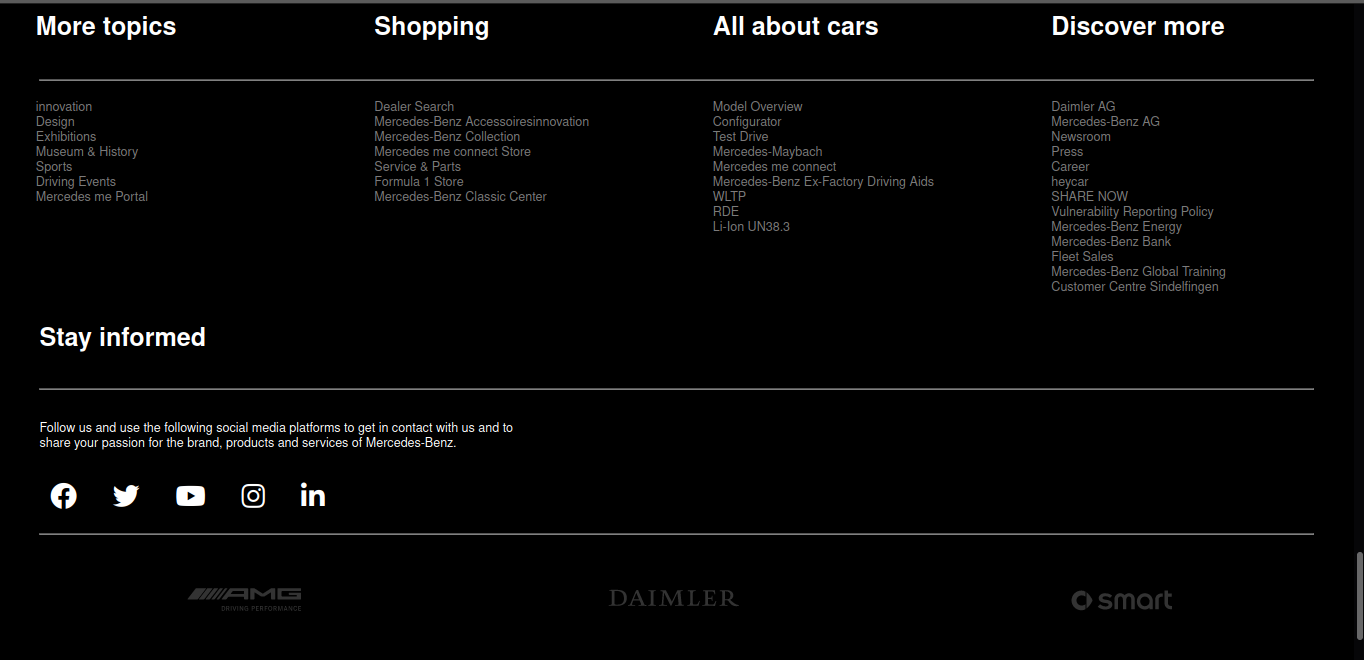 More topics
Shopping
All about cars
Discover more
innovation
Design
Exhibitions
Museum & History
Sports
Driving Events
Mercedes me Portal
Dealer Search
Mercedes-Benz Accessoiresinnovation
Mercedes-Benz Collection
Mercedes me connect Store
Service & Parts
Formula 1 Store
Mercedes-Benz Classic Center
Model Overview
Configurator
Test Drive
Mercedes-Maybach
Mercedes me connect
Mercedes-Benz Ex-Factory Driving Aids
WLTP
RDE
Li-Ion UN38.3
Daimler AG
Mercedes-Benz AG
Newsroom
Press
Career
heycar
SHARE NOW
Vulnerability Reporting Policy
Mercedes-Benz Energy
Mercedes-Benz Bank
Fleet Sales
Mercedes-Benz Global Training
Customer Centre Sindelfingen
Stay informed
Follow us and use the following social media platforms to get in contact with us and to
share your passion for the brand, products and services of Mercedes-Benz.
in
AMG
DRIVING PERFORMANCE
DAIMLER
smart